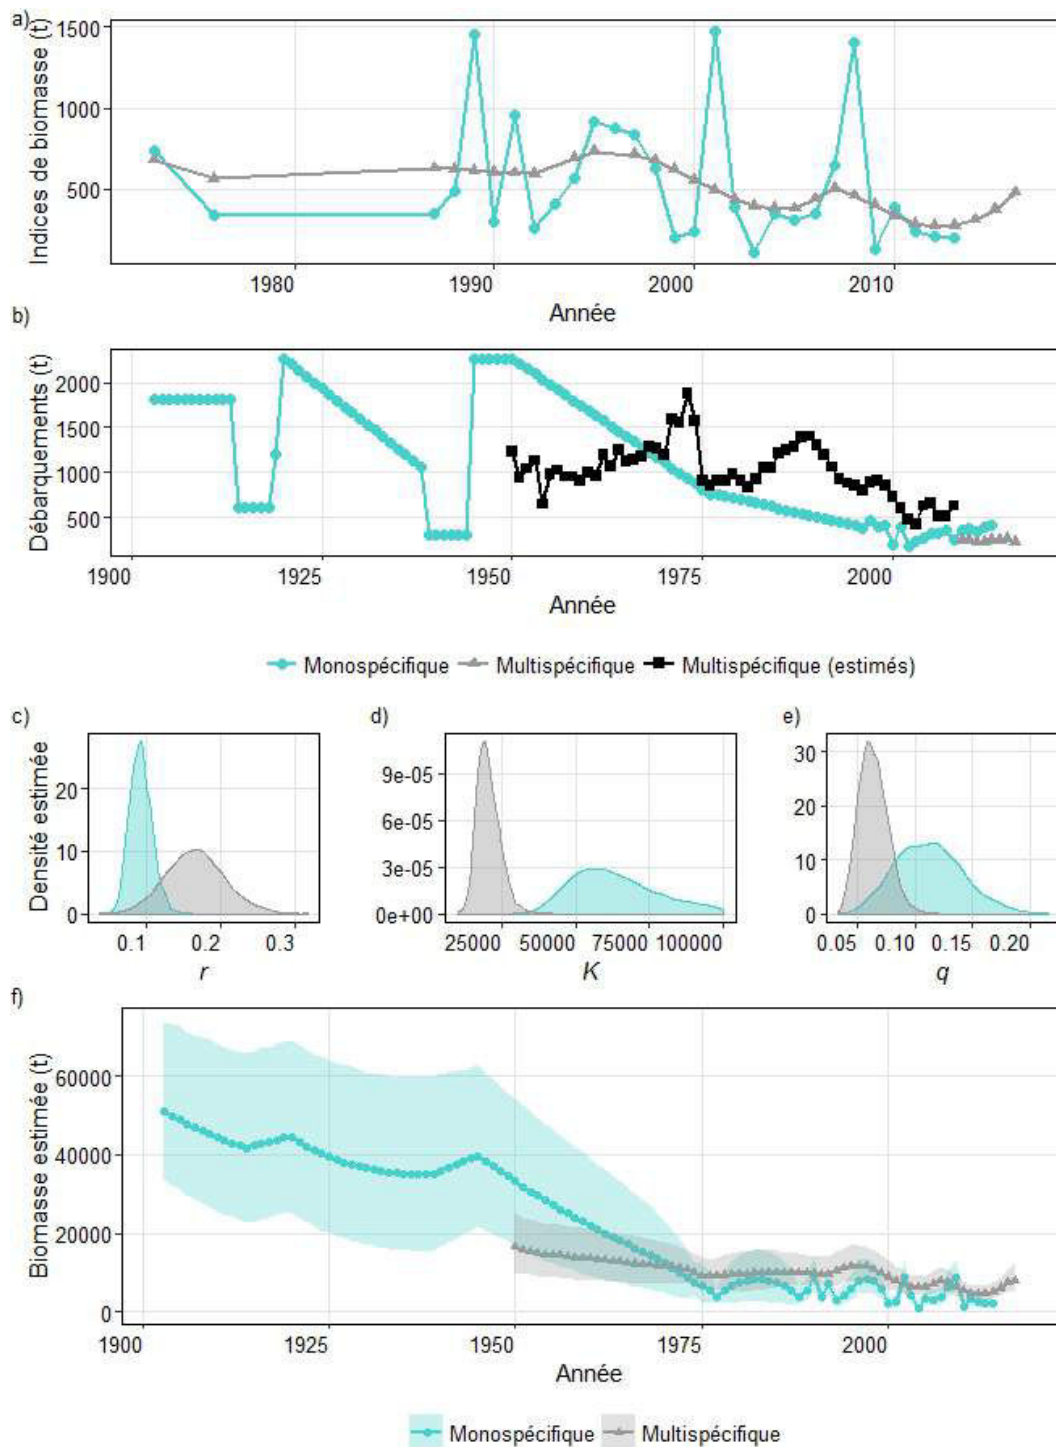 a)
Indices de biomasse (t)
1500
1000
500
1980 1990 2000 2010
Année
b)
Débarquements (t)
2000
1500
1000
500
1900 1925 1950 1975 2000
Année
Monospécifique Multispécifique Multispécifique (estimés)
c) d) e)
Densité estimée
20
10
0
0.1 0.2 0.3
r
9e-05
6e-05
3e-05
0e+00
25000 50000 75000 100000
K
30
20
10
0
0.05 0.10 0.15 0.20
q
f)
Biomasse estimée (t)
60000
40000
20000
0
1900 1925 1950 1975 2000
Année
Monospécifique Multispécifique